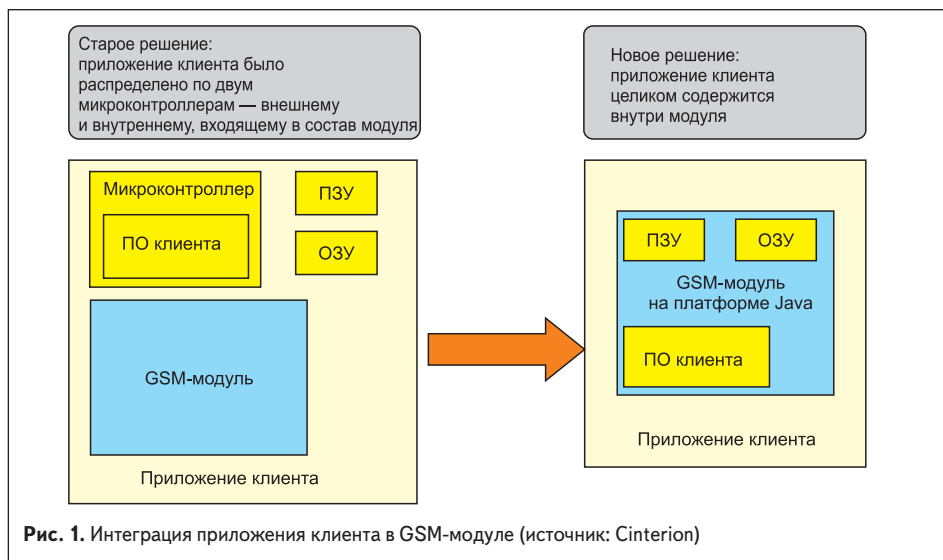 Старое решение:
приложение клиента было
распределено по двум
микроконтроллерам — внешнему
и внутреннему, входящему в состав модуля
Новое решение:
приложение клиента
целиком содержится
внутри модуля
Микроконтроллер
ПО клиента
ПЗУ
ОЗУ
GSM-модуль
Приложение клиента
ПЗУ
ОЗУ
GSM-модуль
на платформе Java
ПО клиента
Приложение клиента
Рис. 1. Интеграция приложения клиента в GSM-модуле (источник: Cinterion)